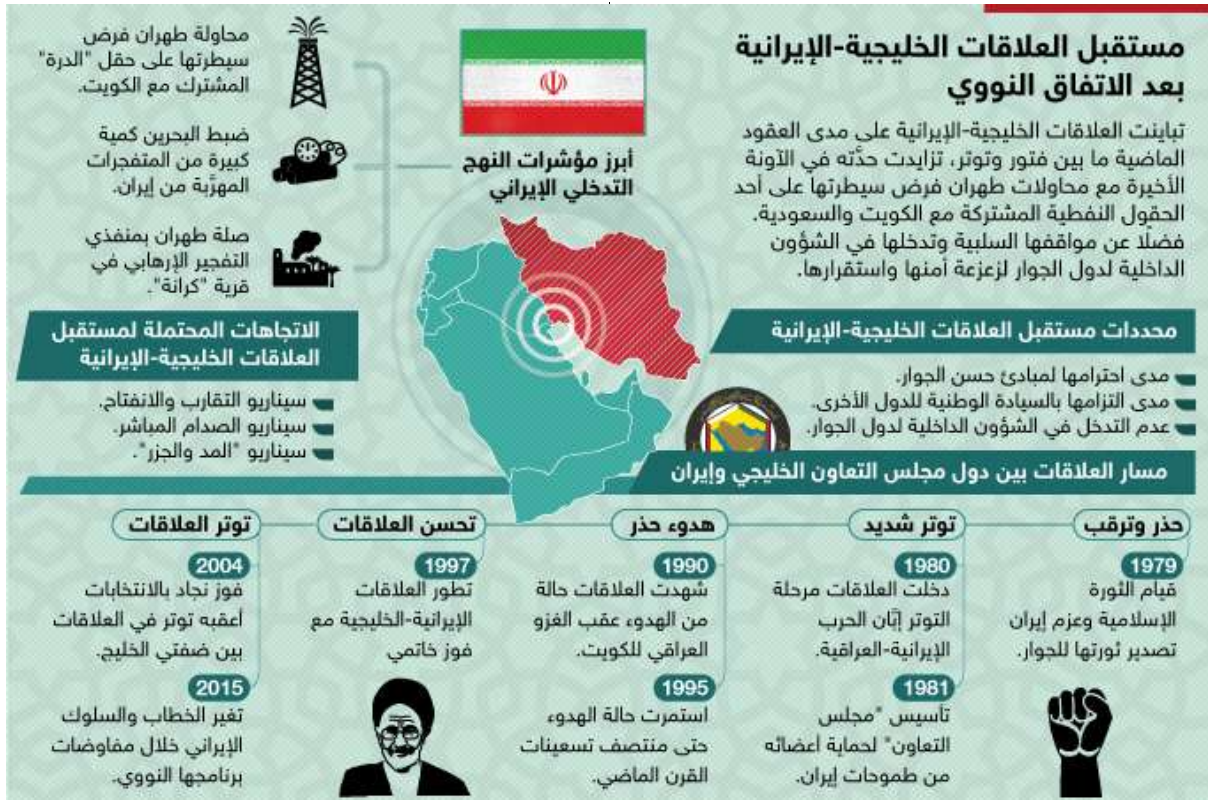 مستقبل العلاقات الخليجية-الإيرانية
بعد الاتفاق النووي
تباينت العلاقات الخليجية-الإيرانية على مدى العقود
الماضية ما بين فتور وتوتر، تزايدت حدَّته في الآونة
الأخيرة مع محاولات طهران فرض سيطرتها على أحد
الحقول النفطية المشتركة مع الكويت والسعودية.
فضلا عن مواقفها السلبية وتدخلها في الشؤون
الداخلية لدول الجوار لزعزعة أمنها واستقرارها.
أبرز مؤشرات النهج
التدخلي الإيراني
محاولة طهران فرض
سيطرتها على حقل "الدرة"
المشترك مع الكويت.
ضبط البحرين كمية
كبيرة من المتفجرات
المهرَّبة من إيران.
صلة طهران بمنفذي
التفجير الإرهابي في
قرية "كرانة".
محددات مستقبل العلاقات الخليجية-الإيرانية
مدى احترامها لمبادئ حسن الجوار.
مدى التزامها بالسيادة الوطنية للدول الأخرى.
عدم التدخل في الشؤون الداخلية لدول الجوار.
الاتجاهات المحتملة لمستقبل
العلاقات الخليجية-الإيرانية
سيناريو التقارب والانفتاح.
سيناريو الصدام المباشر.
سيناريو "المد والجزر".
مسار العلاقات بين دول مجلس التعاون الخليجي وإيران
حذر وترقب
1979
قيام الثورة
الإسلامية وعزم إيران
تصدير ثورتها للجوار.
توتر شديد
1980
دخلت العلاقات مرحلة
التوتر إبَّان الحرب
الإيرانية-العراقية.
1981
تأسيس "مجلس
التعاون" لحماية أعضائه
من طموحات إيران.
هدوء حذر
1990
شهدت العلاقات حالة
من الهدوء عقب الغزو
العراقي للكويت.
1995
استمرت حالة الهدوء
حتى منتصف تسعينات
القرن الماضي.
تحسن العلاقات
1997
تطور العلاقات
الإيرانية-الخليجية مع
فوز خاتمي
توتر العلاقات
2004
فوز نجاد بالانتخابات
أعقبه توتر في العلاقات
بين ضفتي الخليج.
2015
تغير الخطاب والسلوك
الإيراني خلال مفاوضات
برنامجها النووي.